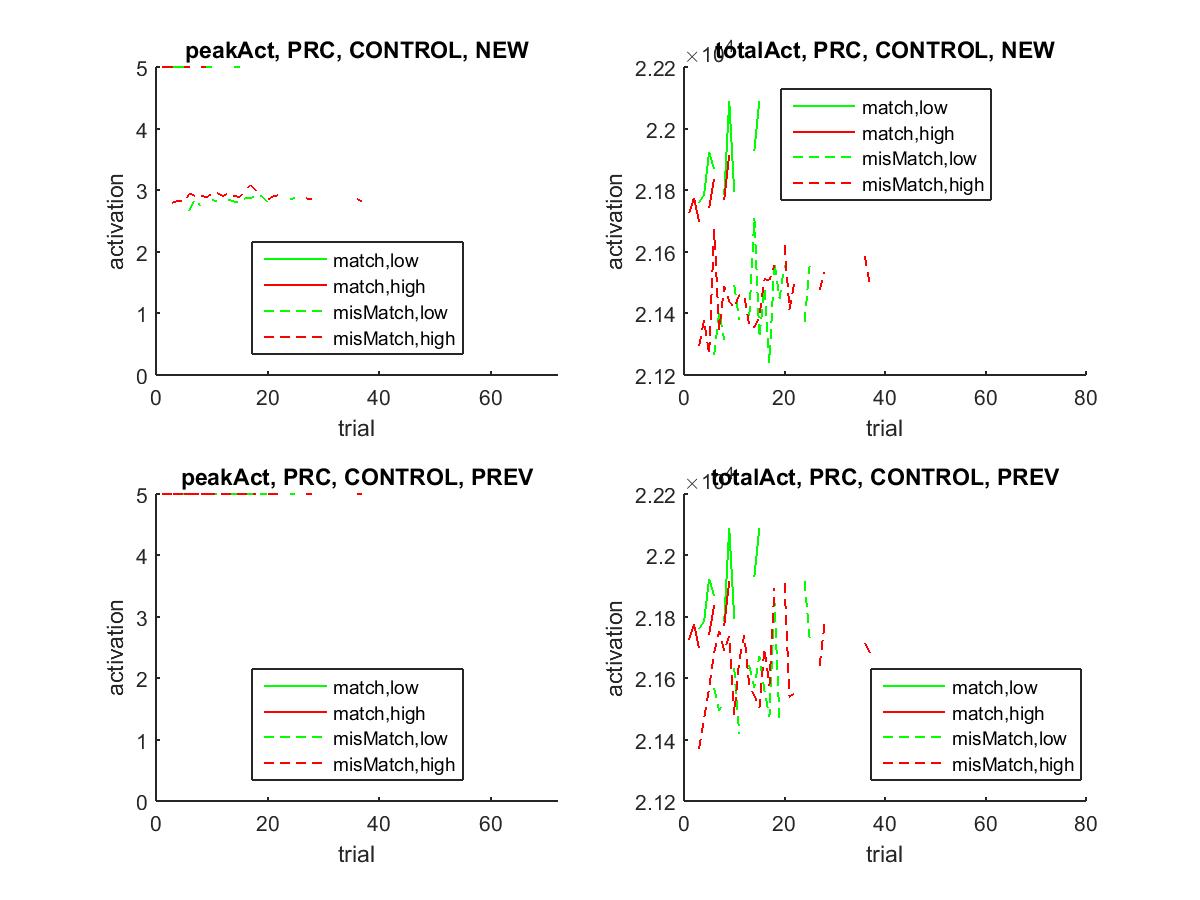 peakAct, PRC, CONTROL, NEW
5
4
3
2
1
0
activation
match,low
match,high
misMatch,low
misMatch,high
0 20 40 60
trial
totalAct, PRC, CONTROL, NEW
2.22
2.2
2.18
2.16
2.14
2.12
activation
match,low
match,high
misMatch,low
misMatch,high
0 20 40 60 80
trial
peakAct, PRC, CONTROL, PREV
5
4
3
2
1
0
activation
match,low
match,high
misMatch,low
misMatch,high
0 20 40 60
trial
totalAct, PRC, CONTROL, PREV
2.22
2.2
2.18
2.16
2.14
2.12
activation
match,low
match,high
misMatch,low
misMatch,high
0 20 40 60 80
trial